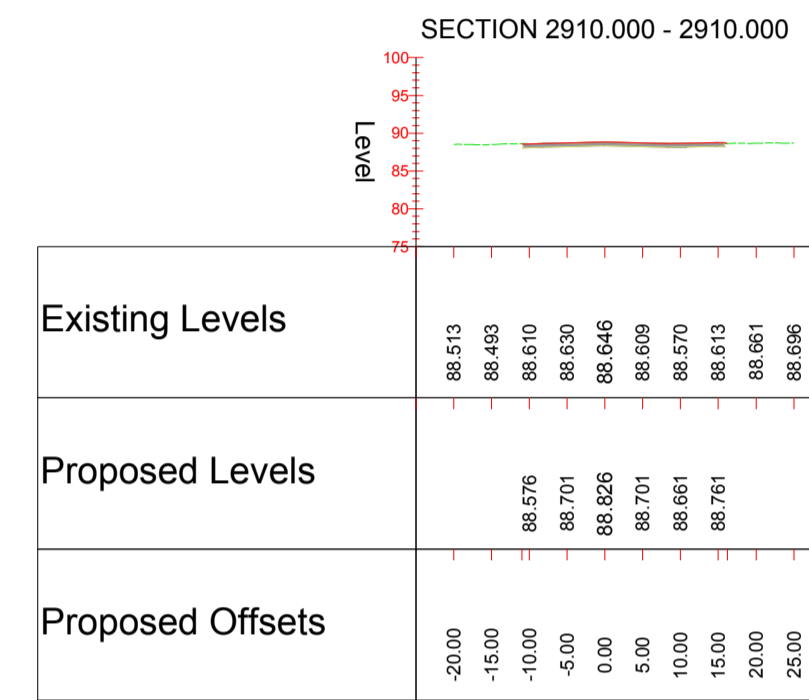 SECTION 2910.000 - 2910.000
100
95
90
85
80
75
Level
Existing Levels
88.513 88.493 88.610 88.630 88.646 88.609 88.570 88.613 88.661 88.696
Proposed Levels
88.576 88.701 88.826 88.701 88.661 88.761
Proposed Offsets
-20.00 -15.00 -10.00 -5.00 0.00 5.00 10.00 15.00 20.00 25.00